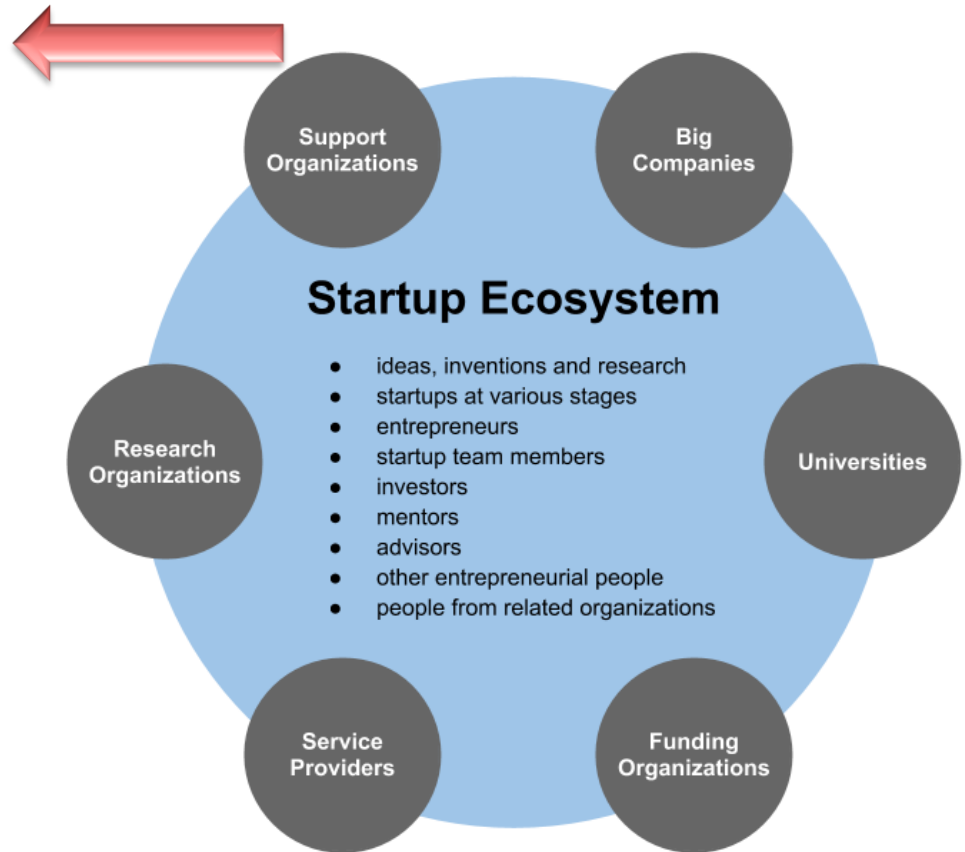 Support
Organizations
Big
Companies
Startup Ecosystem
● ideas, inventions and research
● startups at various stages
● entrepreneurs
● startup team members
● investors
● mentors
● advisors
● other entrepreneurial people
● people from related organizations
Research
Organizations
Universities
Service
Providers
Funding
Organizations